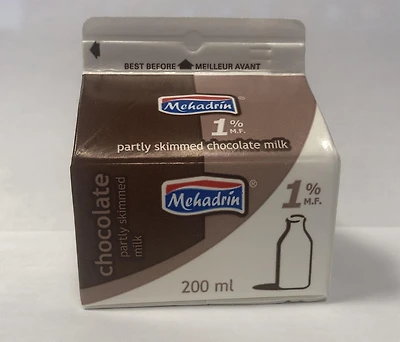 BEST BEFORE ▲ MEILLEUR AVANT
Mehadrin ®
1% M.F.
partly skimmed chocolate milk
chocolate
partly skimmed
milk
Mehadrin ®
1% M.F.
200 ml